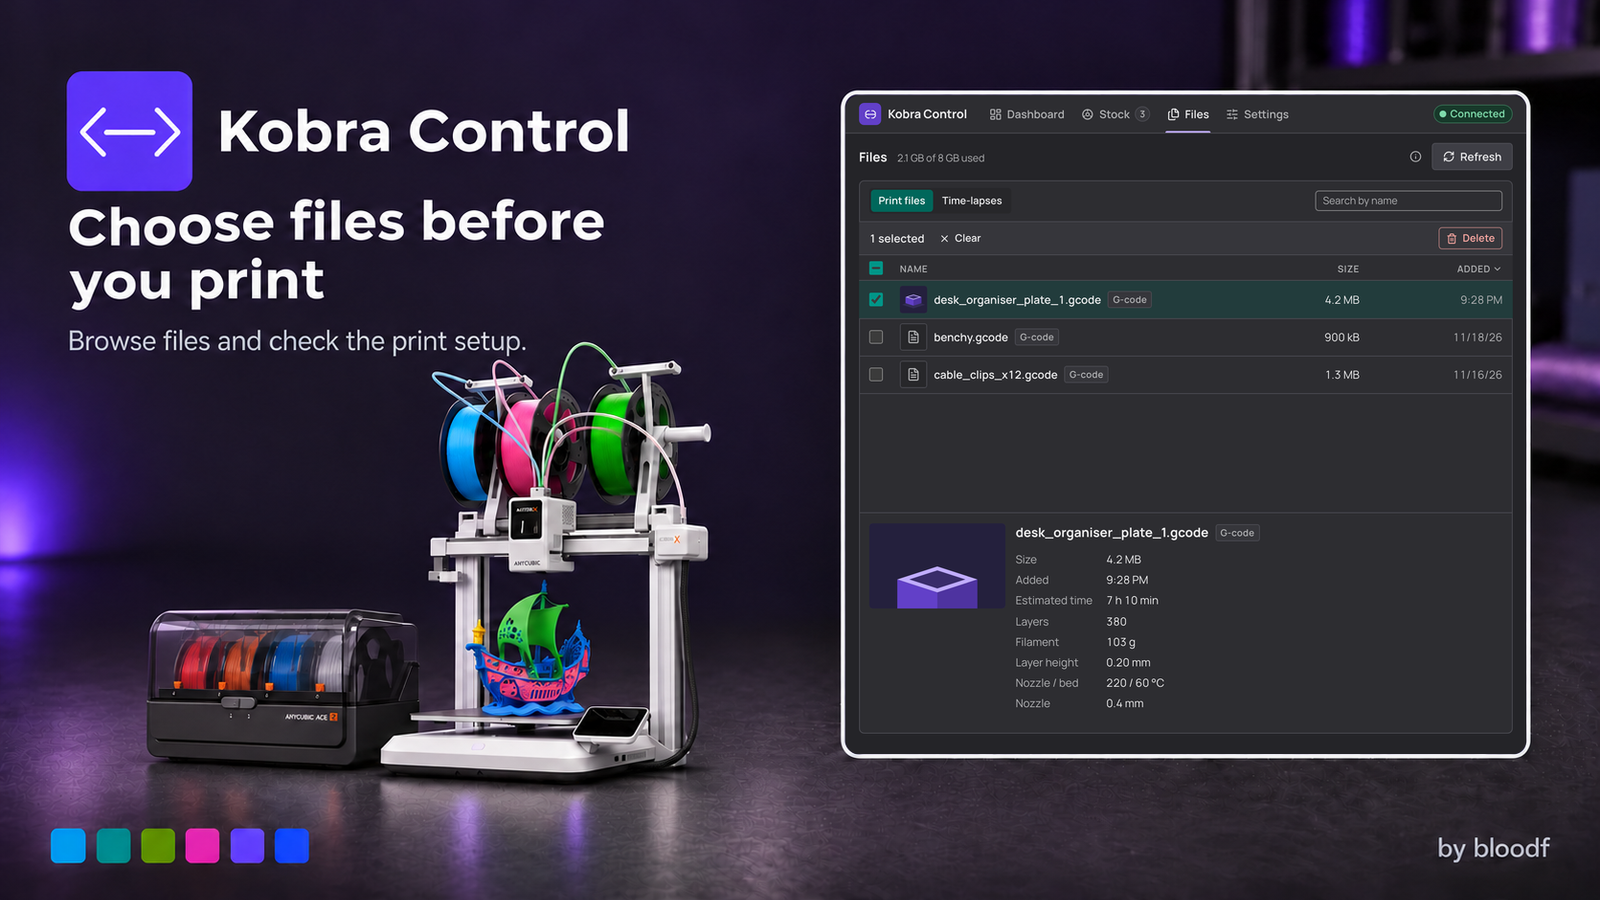 Kobra Control
Choose files before
you print
Browse files and check the print setup.
Kobra Control
Dashboard
Stock 3
Files
Settings
Connected
Files 2.1 GB of 8 GB used
Refresh
Print files
Time-lapses
Search by name
1 selected
Clear
Delete
NAME SIZE ADDED
desk_organiser_plate_1.gcode G-code 4.2 MB 9:28 PM
benchy.gcode G-code 900 kB 11/18/26
cable_clips_x12.gcode G-code 1.3 MB 11/16/26
desk_organiser_plate_1.gcode G-code
Size 4.2 MB
Added 9:28 PM
Estimated time 7 h 10 min
Layers 380
Filament 103 g
Layer height 0.20 mm
Nozzle / bed 220 / 60 °C
Nozzle 0.4 mm
ANYCUBIC
ANYCUBIC ACE 2
by bloodf